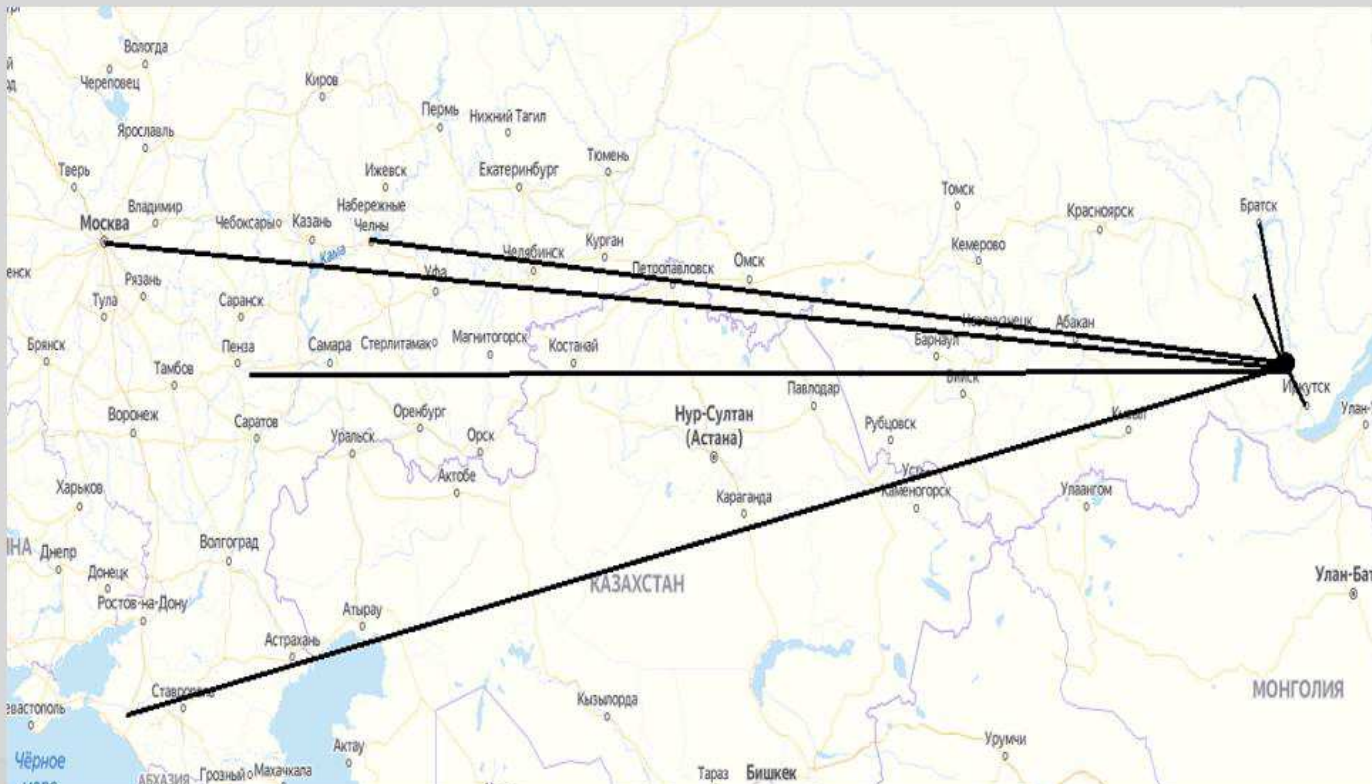 Вологда
Череповец
Киров
Пермь
Нижний Тагил
Ярославль
Тверь
Ижевск
Екатеринбург
Тюмень
Томск
Красноярск
Братск
Москва
Владимир
Чебоксары
Казань
Набережные
Челны
Кама
Уфа
Челябинск
Курган
Петропавловск
Омск
Кемерово
Рязань
Тула
Саранск
Абакан
Брянск
Пенза
Самара
Стерлитамак
Магнитогорск
Костанай
Барнаул
Тамбов
Павлодар
Бийск
Иркутск
Воронеж
Саратов
Оренбург
Уральск
Орск
Нур-Султан
(Астана)
Рубцовск
Кызыл
Актобе
Харьков
Караганда
Каменогорск
Улаангом
Волгоград
Днепр
Донецк
КАЗАХСТАН
Ростов-на-Дону
Атырау
Астрахань
Ставрополь
Кызылорда
МОНГОЛИЯ
Чёрное
Актау
Урумчи
АБХАЗИЯ
Грозный
Махачкала
Тараз
Бишкек